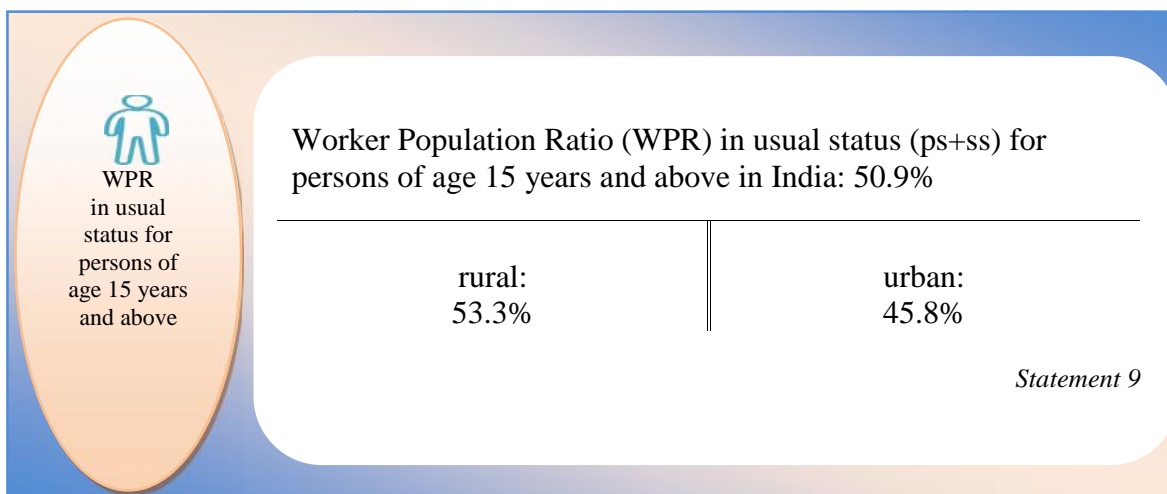 WPR
in usual
status for
persons of
age 15 years
and above
Worker Population Ratio (WPR) in usual status (ps+ss) for
persons of age 15 years and above in India: 50.9%
rural:
53.3%
urban:
45.8%
Statement 9